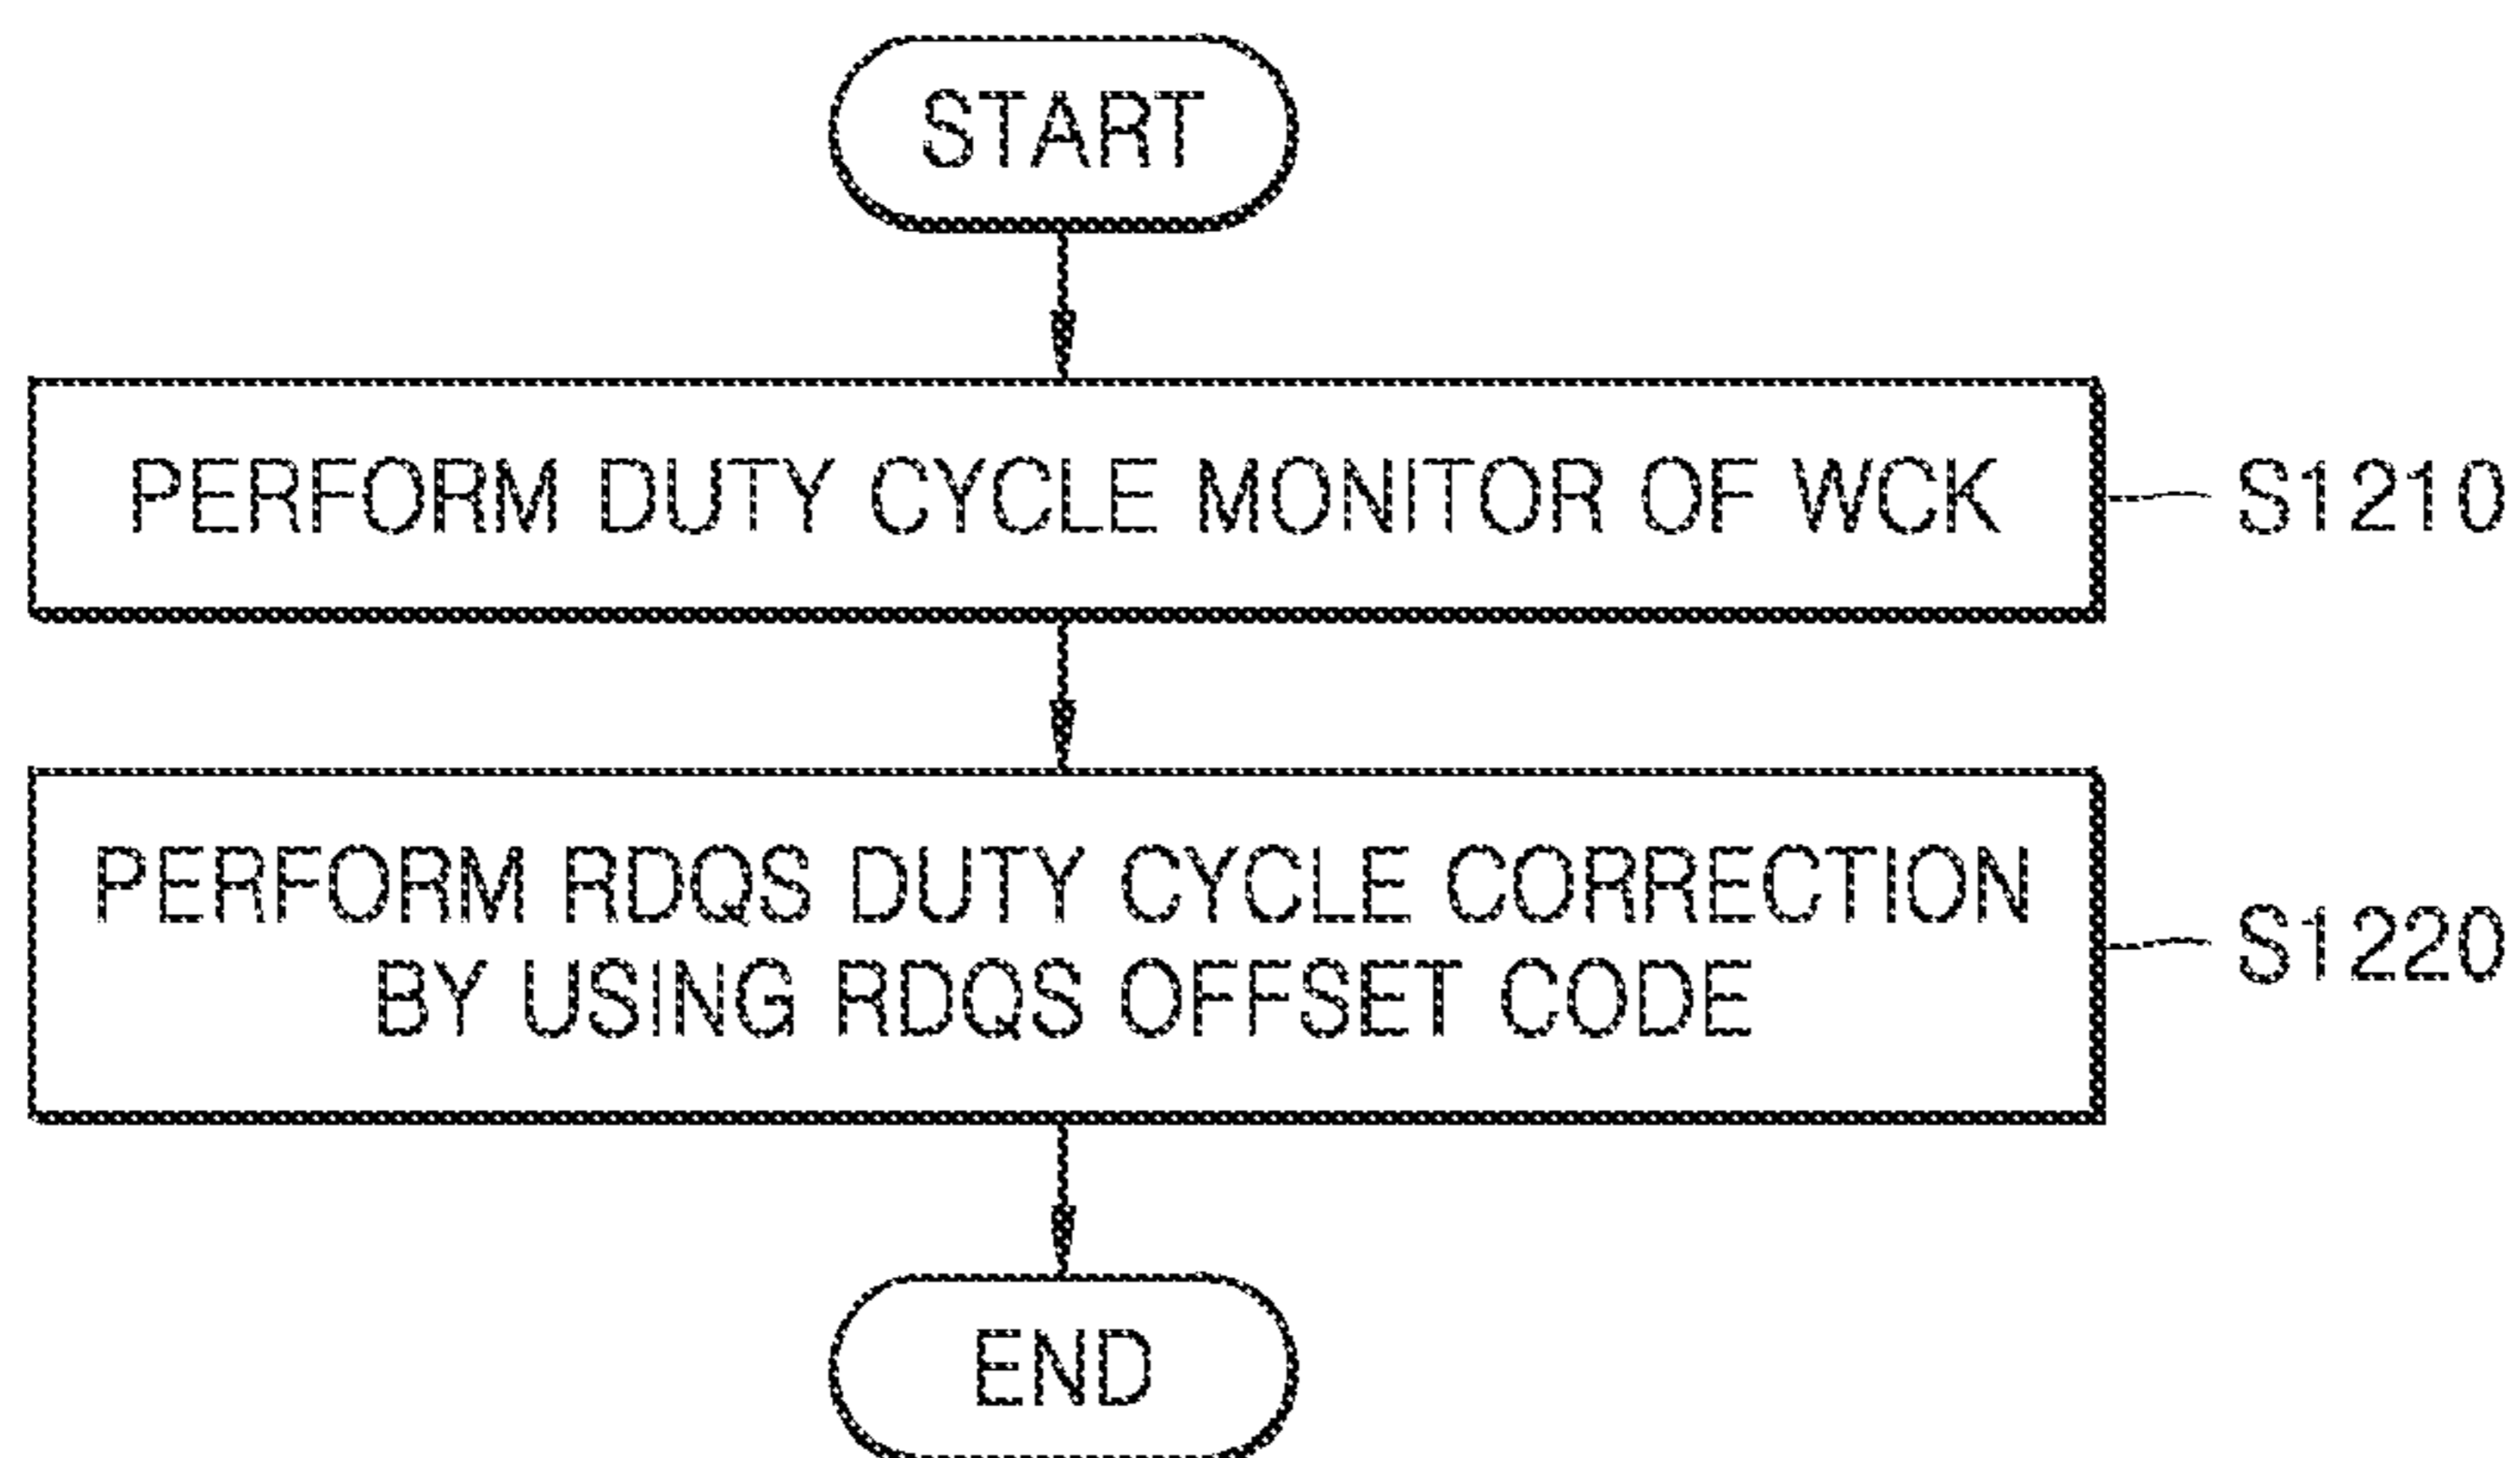 START
PERFORM DUTY CYCLE MONITOR OF WCK
S1210
PERFORM RDQS DUTY CYCLE CORRECTION
BY USING RDQS OFFSET CODE
S1220
END